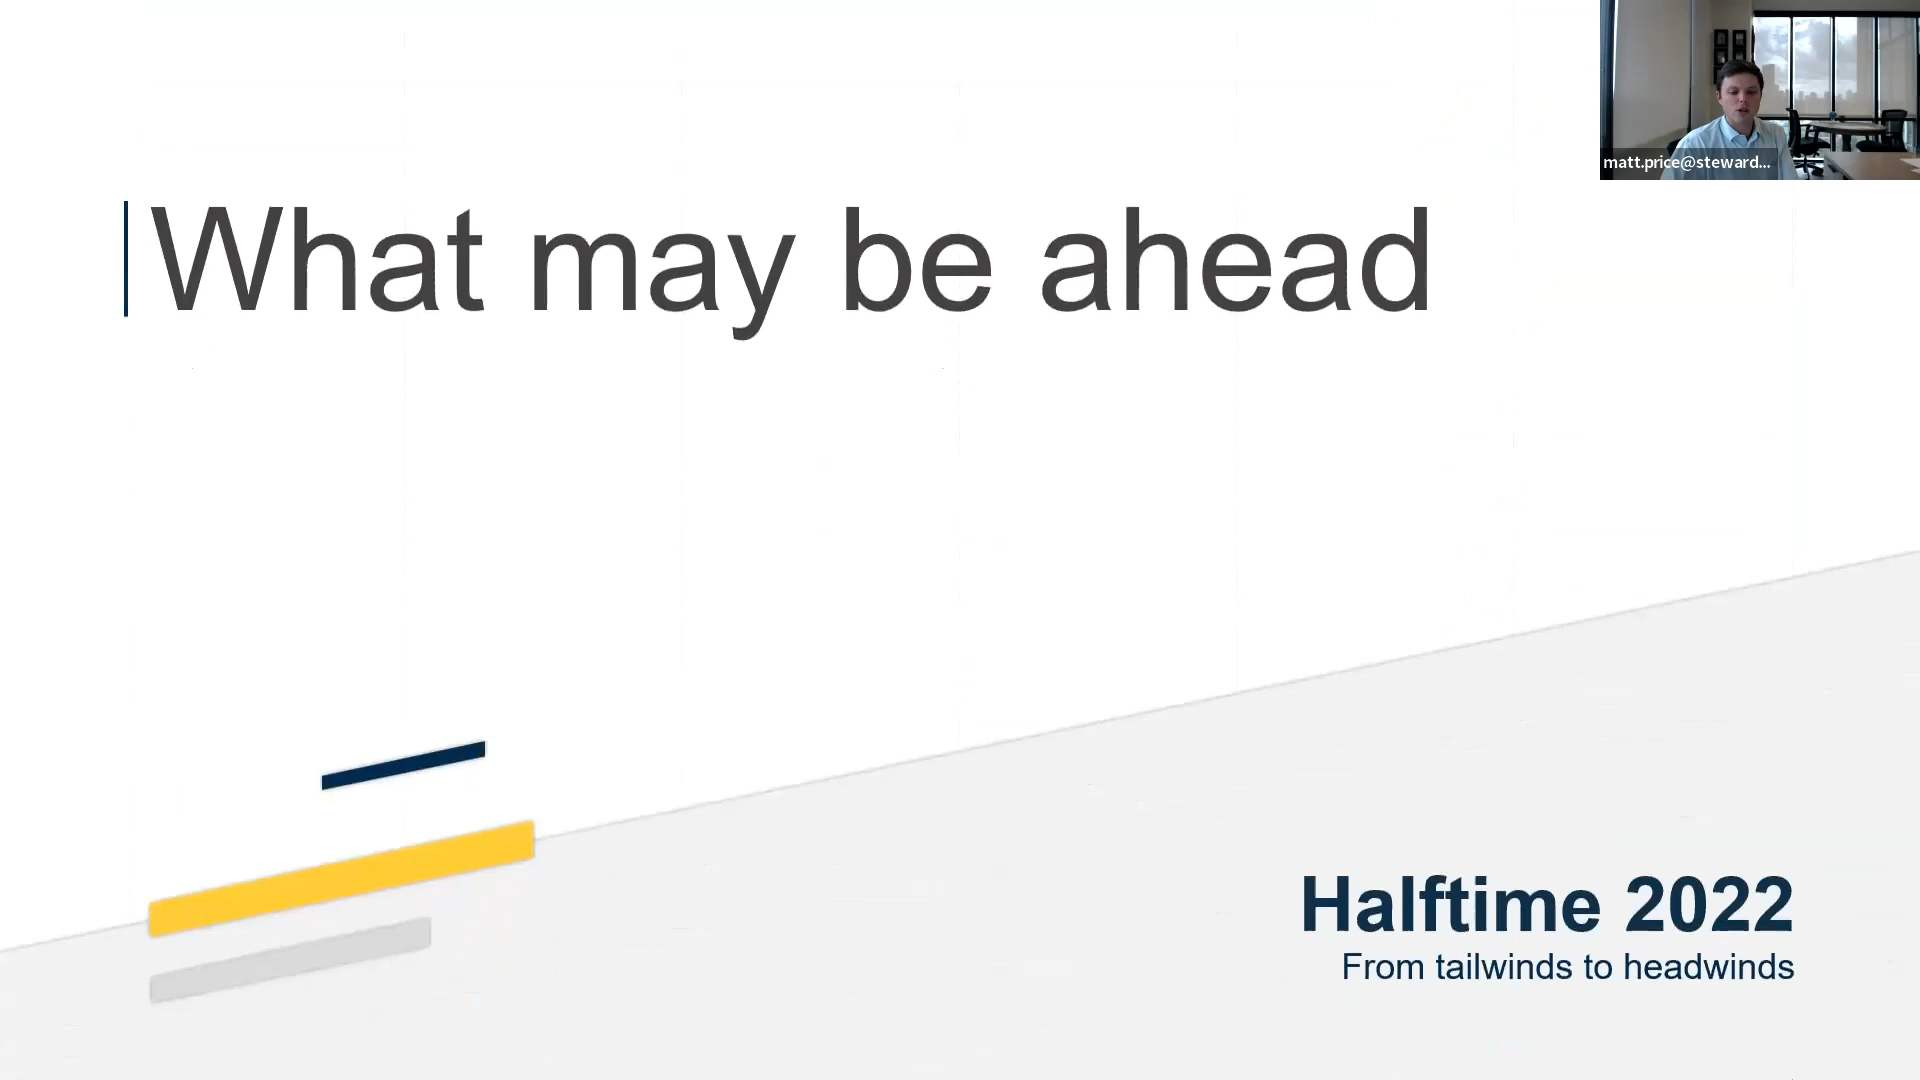 matt.price@steward...
What may be ahead
Halftime 2022
From tailwinds to headwinds